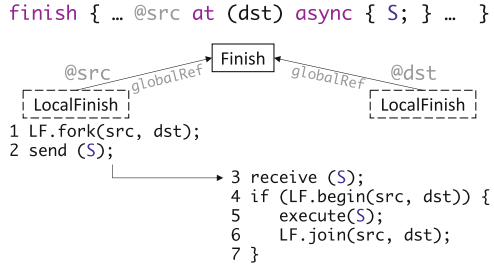 finish { … @src at (dst) async { S; } … }
Finish
@src
globalRef
globalRef
@dst
LocalFinish
LocalFinish
1 LF.fork(src, dst);
2 send (S);
3 receive (S);
4 if (LF.begin(src, dst)) {
5 execute(S);
6 LF.join(src, dst);
7 }